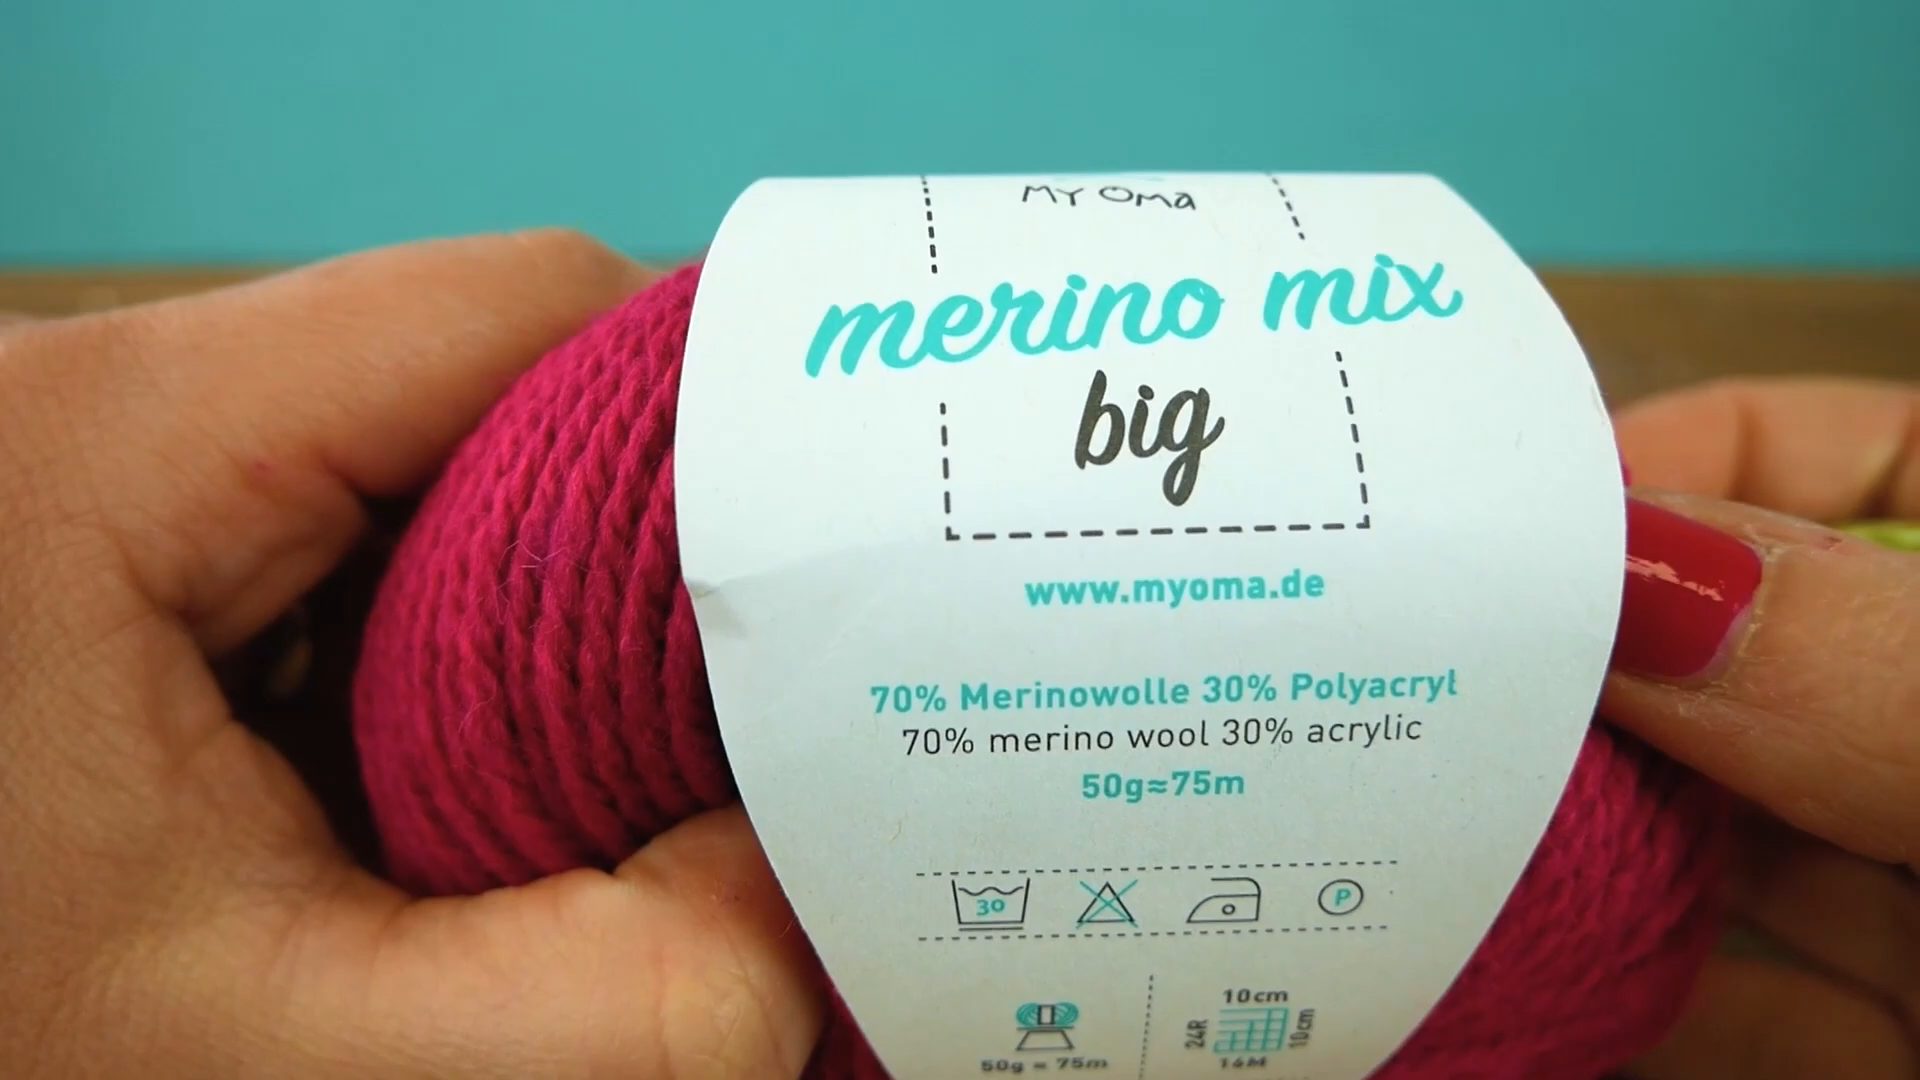 MY Oma
merino mix
big
www.myoma.de
70% Merinowolle 30% Polyacryl
70% merino wool 30% acrylic
50g≈75m
30
P
10cm
24R
10cm
50g = 75m
16M